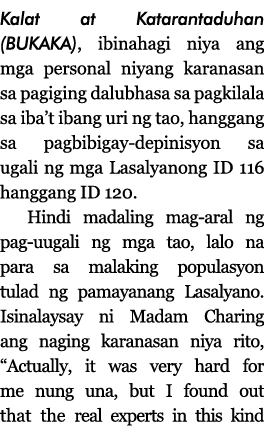 Kalat at Katarantaduhan
(BUKAKA), ibinahagi niya ang
mga personal niyang karanasan
sa pagiging dalubhasa sa pagkilala
sa iba’t ibang uri ng tao, hanggang
sa pagbibigay-depinisyon sa
ugali ng mga Lasalyanong ID 116
hanggang ID 120.
Hindi madaling mag-aral ng
pag-uugali ng mga tao, lalo na
para sa malaking populasyon
tulad ng pamayanang Lasalyano.
Isinalaysay ni Madam Charing
ang naging karanasan niya rito,
“Actually, it was very hard for
me nung una, but I found out
that the real experts in this kind